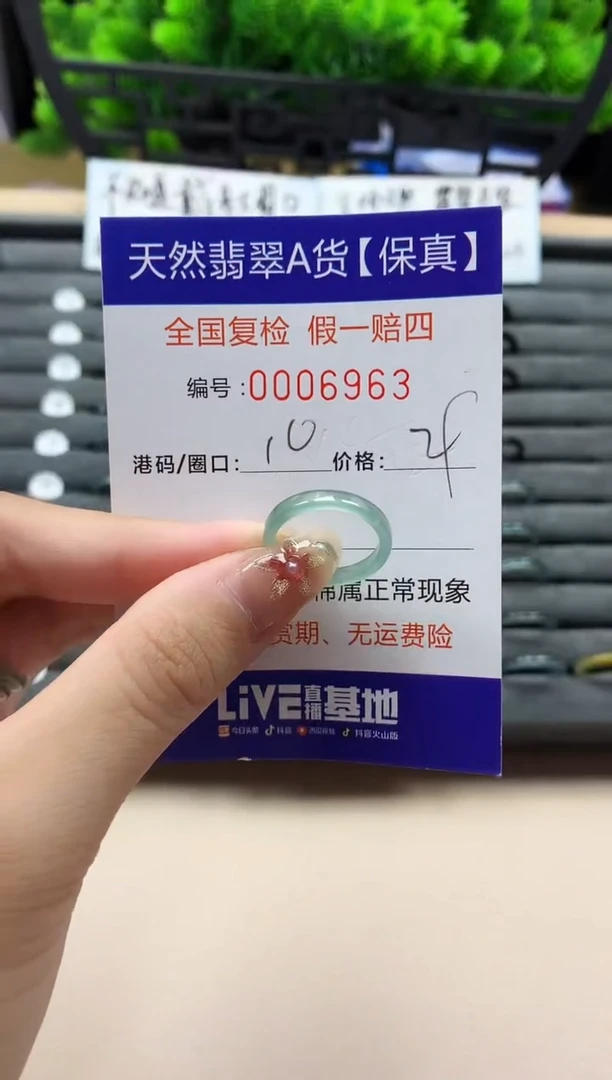 天然翡翠A货【保真】
全国复检 假一赔四
编号:0006963
港码/圈口: 10 价格:
棉属正常现象
货期、无运费险
LiVE直播基地
今日头条 抖音 西瓜视频 抖音火山版